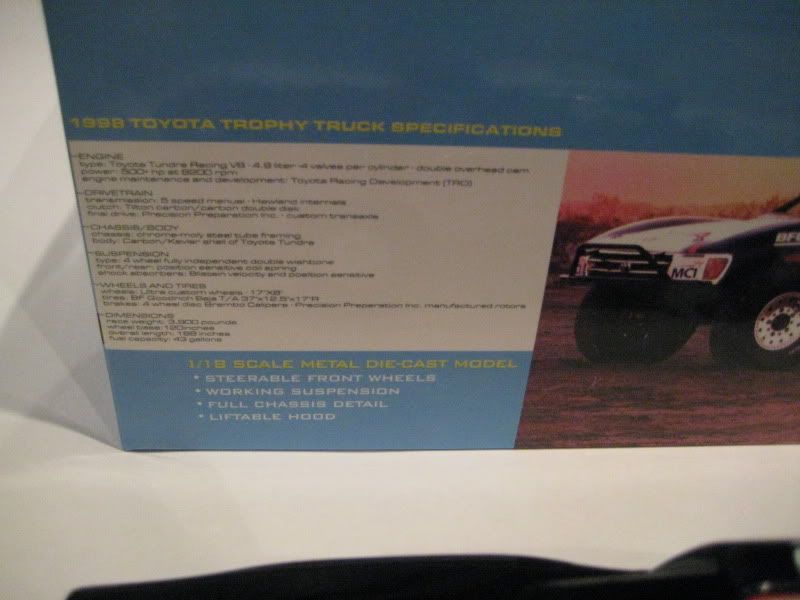 1998 TOYOTA TROPHY TRUCK SPECIFICATIONS
ENGINE
type: Toyota Tundra Racing V8 - 4.8 liter - 4 valves per cylinder - double overhead cam
power: 500+ hp at 8200 rpm
engine maintenance and development: Toyota Racing Development (TRD)
DRIVETRAIN
transmission: 5 speed manual - Hewland internals
clutch: Tilton carbon/carbon double disk
final drive: Precision Preparation Inc. - custom transaxle
CHASSIS/BODY
chassis: chrome-moly steel tube framing
body: Carbon/Kevlar shell of Toyota Tundra
SUSPENSION
type: 4 wheel fully independent double wishbone
front/rear: position sensitive coil spring
shock absorbers: Bilstein velocity and position sensitive
WHEELS AND TIRES
wheels: Ultra custom wheels - 17"X8"
tires: BF Goodrich Baja T/A 37"x12.5"x17"R
brakes: 4 wheel disc Brembo Calipers - Precision Preparation Inc. manufactured rotors
DIMENSIONS
race weight: 3,900 pounds
wheel base: 120 inches
overall length: 198 inches
fuel capacity: 43 gallons
1/18 SCALE METAL DIE-CAST MODEL
* STEERABLE FRONT WHEELS
* WORKING SUSPENSION
* FULL CHASSIS DETAIL
* LIFTABLE HOOD
BFG
MCI